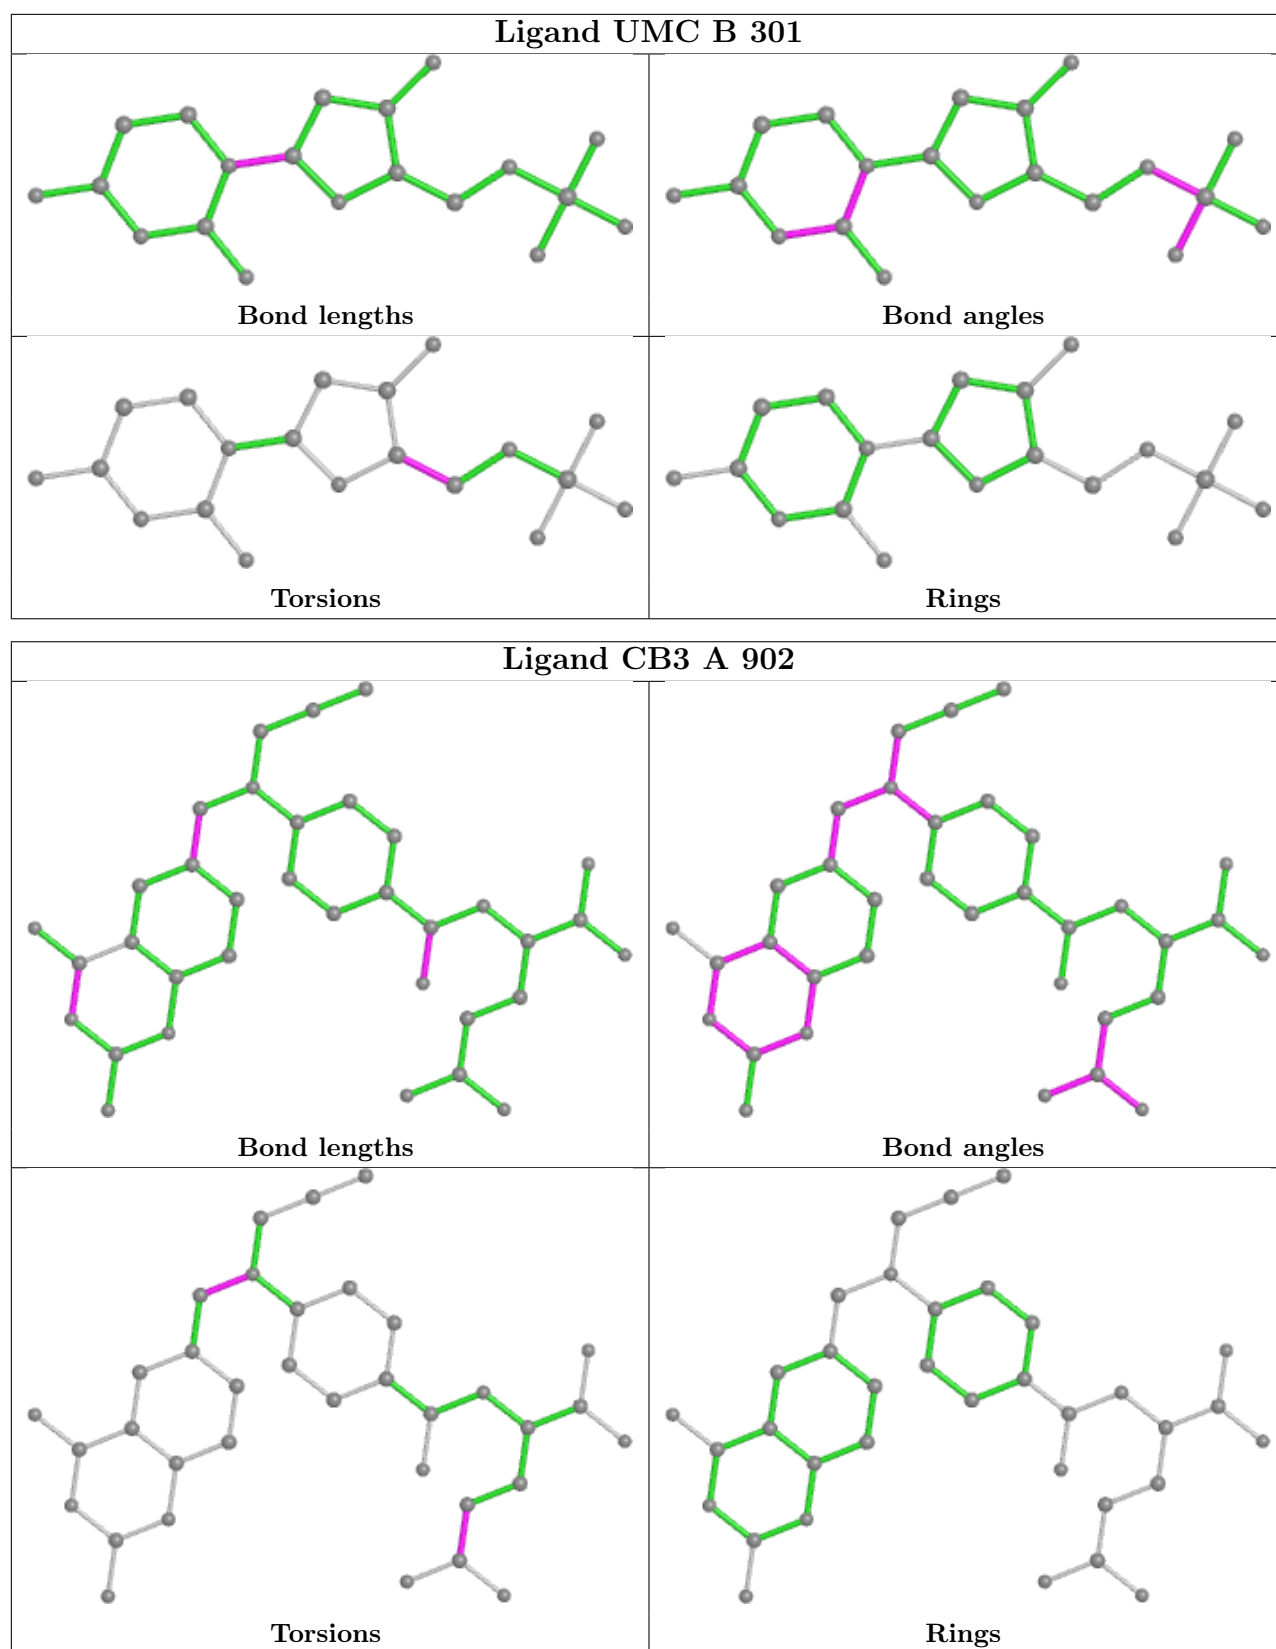 Ligand UMC B 301
Bond lengths
Bond angles
Torsions
Rings
Ligand CB3 A 902
Bond lengths
Bond angles
Torsions
Rings